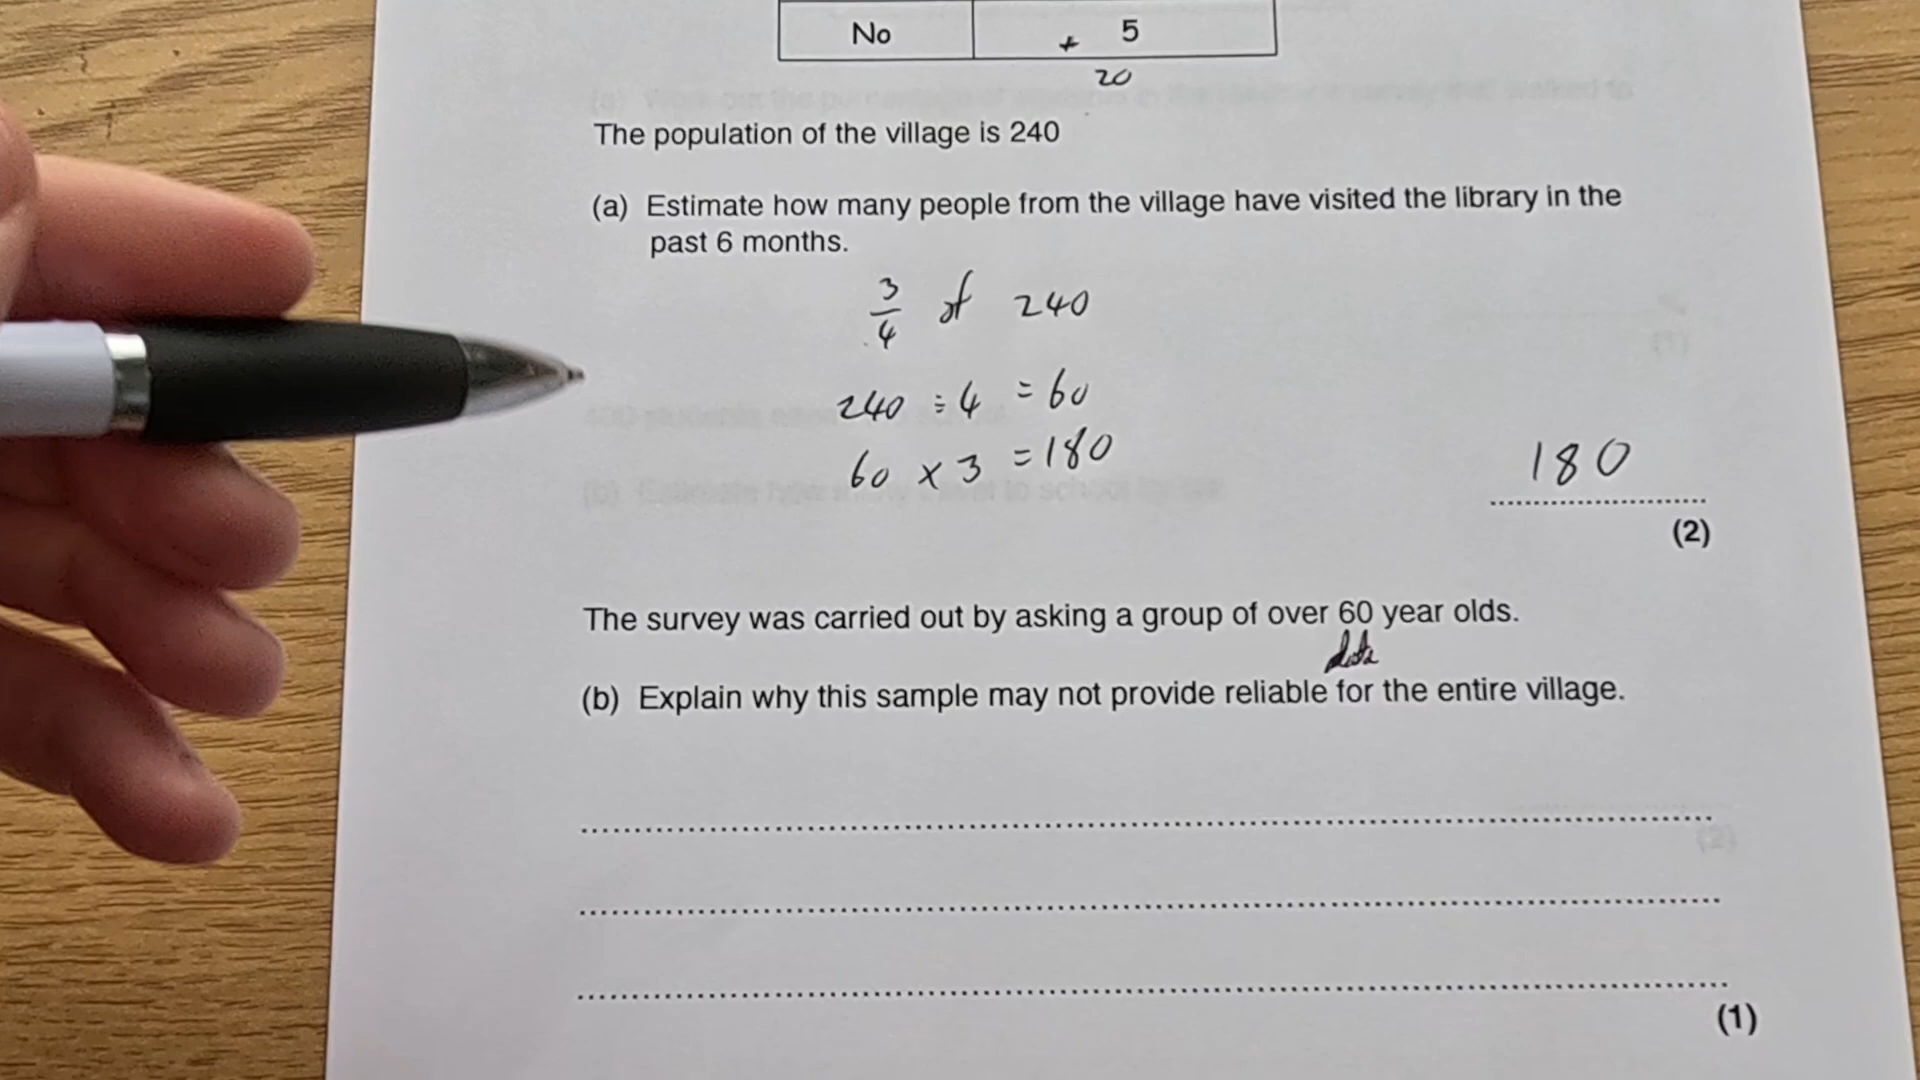 No + 5
20
The population of the village is 240
(a) Estimate how many people from the village have visited the library in the
past 6 months.
3/4 of 240
240 ÷ 4 = 60
60 × 3 = 180
180
(2)
The survey was carried out by asking a group of over 60 year olds.
data
(b) Explain why this sample may not provide reliable for the entire village.
(1)